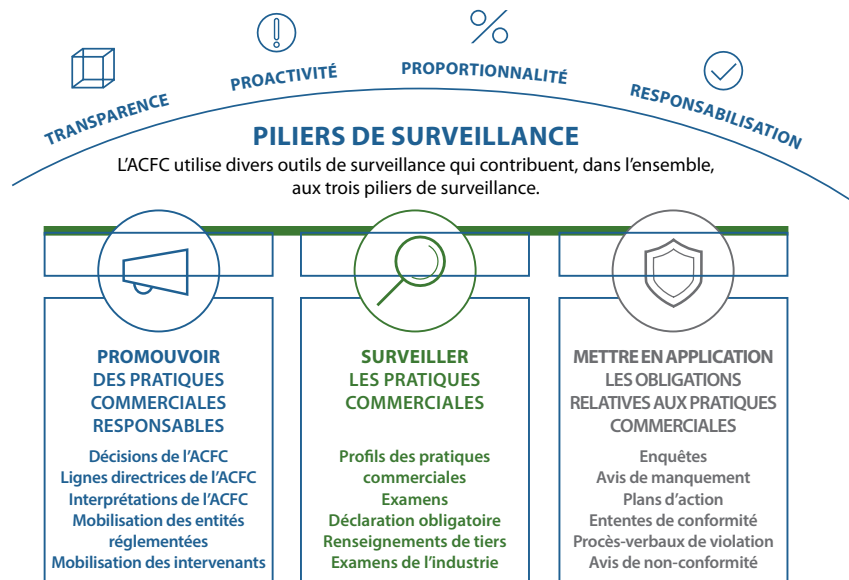 TRANSPARENCE
PROACTIVITÉ
PROPORTIONNALITÉ
RESPONSABILISATION
PILIERS DE SURVEILLANCE
L'ACFC utilise divers outils de surveillance qui contribuent, dans l'ensemble,
aux trois piliers de surveillance.
PROMOUVOIR
DES PRATIQUES
COMMERCIALES
RESPONSABLES
Décisions de l'ACFC
Lignes directrices de l'ACFC
Interprétations de l'ACFC
Mobilisation des entités
réglementées
Mobilisation des intervenants
SURVEILLER
LES PRATIQUES
COMMERCIALES
Profils des pratiques
commerciales
Examens
Déclaration obligatoire
Renseignements de tiers
Examens de l'industrie
METTRE EN APPLICATION
LES OBLIGATIONS
RELATIVES AUX PRATIQUES
COMMERCIALES
Enquêtes
Avis de manquement
Plans d'action
Ententes de conformité
Procès-verbaux de violation
Avis de non-conformité